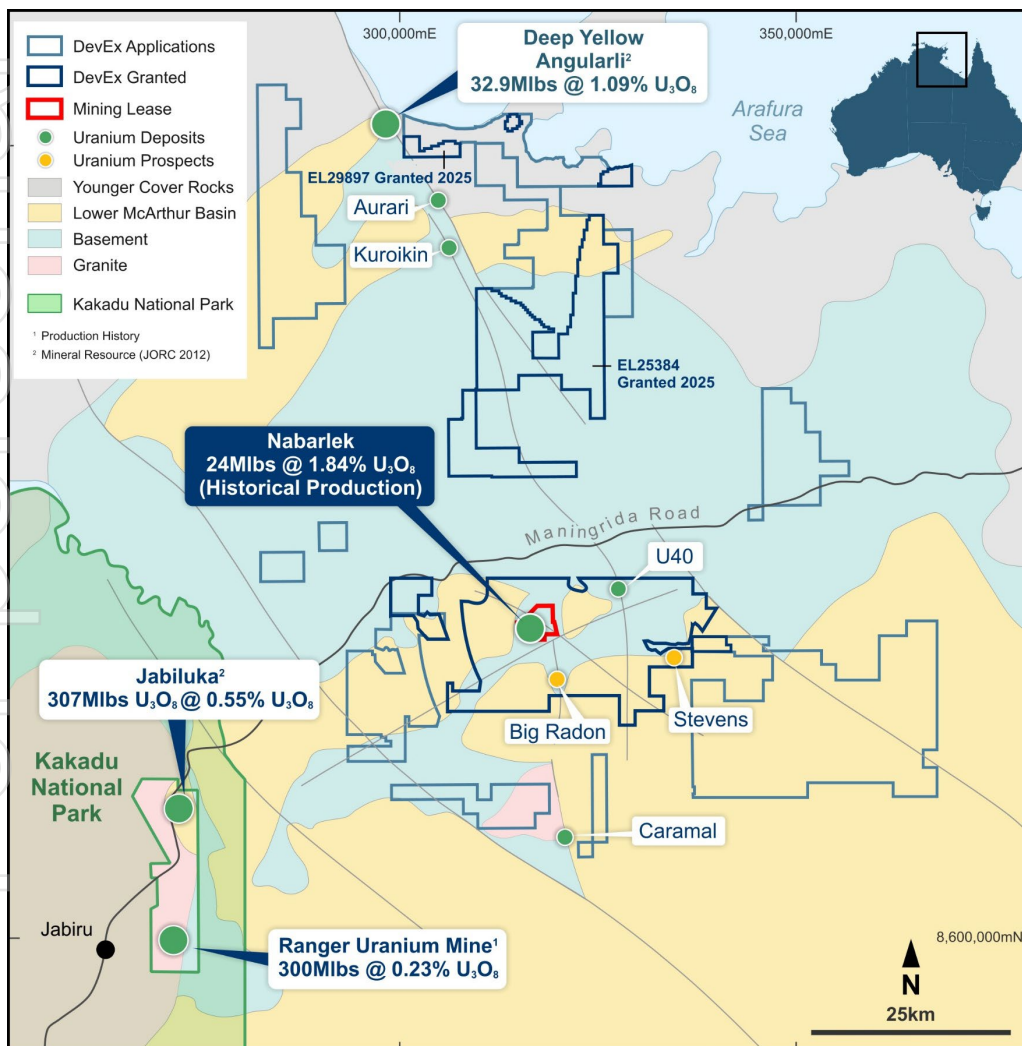 DevEx Applications
DevEx Granted
Mining Lease
Uranium Deposits
Uranium Prospects
Younger Cover Rocks
Lower McArthur Basin
Basement
Granite
Kakadu National Park
¹ Production History
² Mineral Resource (JORC 2012)
300,000mE
350,000mE
Deep Yellow
Angularli²
32.9Mlbs @ 1.09% U₃O₈
Arafura
Sea
EL29897 Granted 2025
Aurari
Kuroikin
EL25384
Granted 2025
Nabarlek
24Mlbs @ 1.84% U₃O₈
(Historical Production)
Maningrida Road
U40
Jabiluka²
307Mlbs U₃O₈ @ 0.55% U₃O₈
Big Radon
Stevens
Kakadu
National
Park
Caramal
Jabiru
Ranger Uranium Mine¹
300Mlbs @ 0.23% U₃O₈
8,600,000mN
N
25km